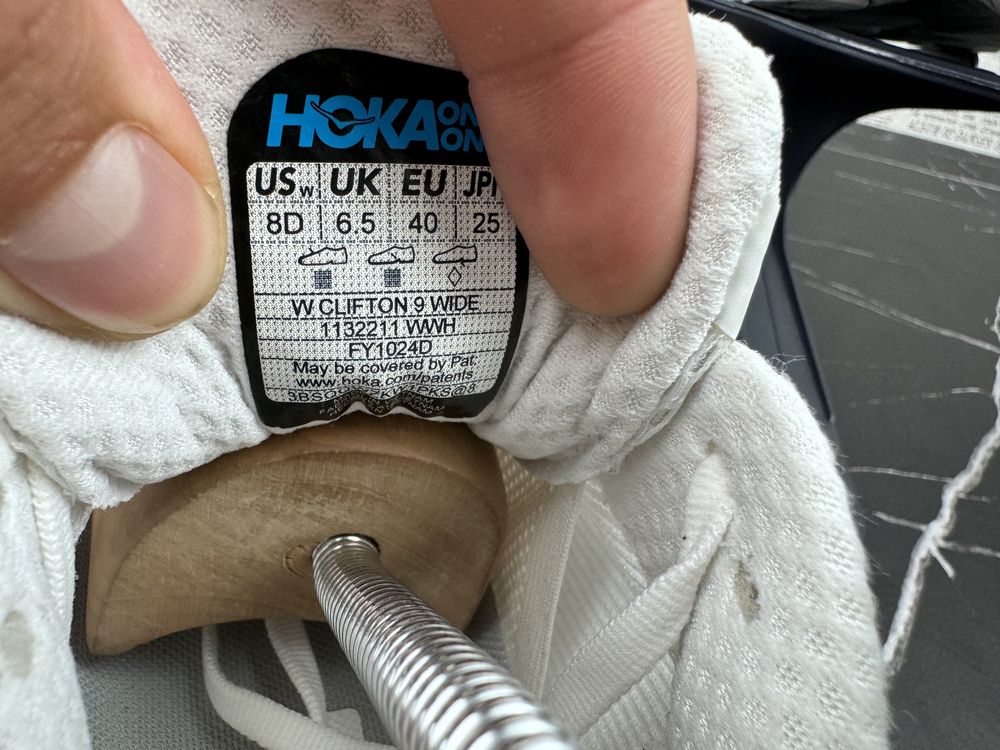 HOKA ON ON
USw UK EU JP
8D 6.5 40 25
W CLIFTON 9 WIDE
1132211 WWH
FY1024D
May be covered by Pat.
www.hoka.com/patents